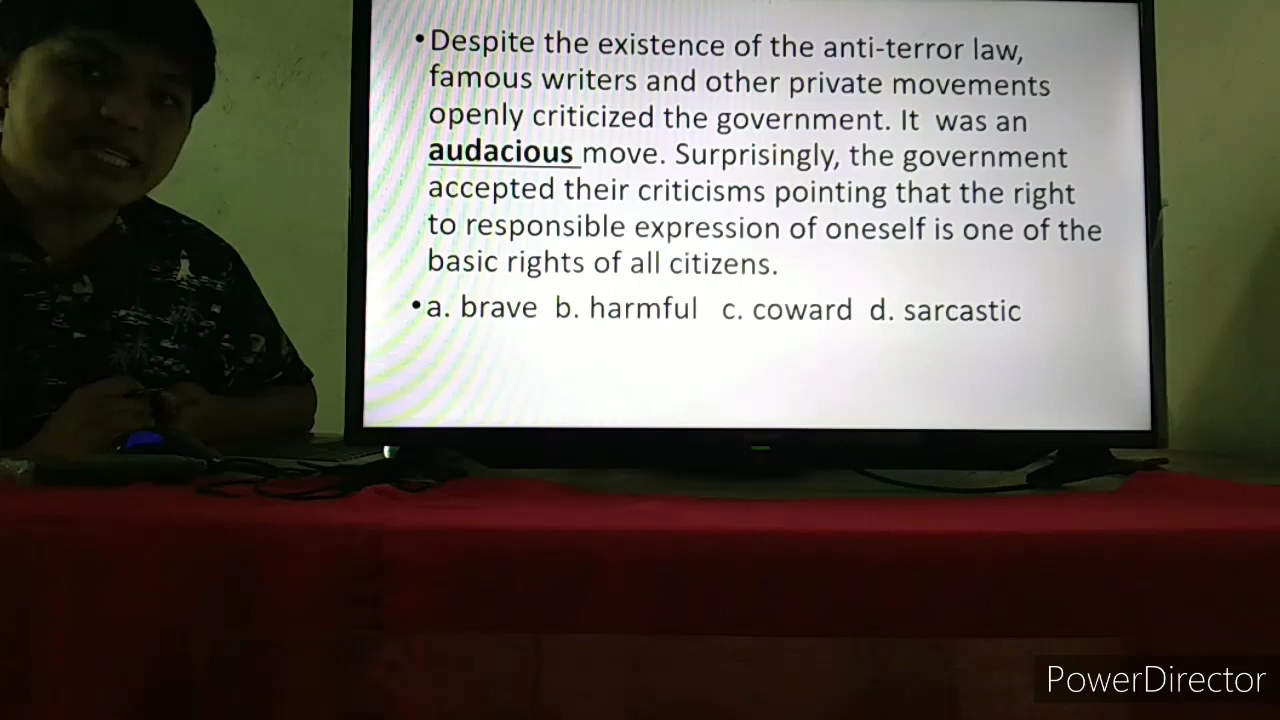 •Despite the existence of the anti-terror law,
famous writers and other private movements
openly criticized the government. It was an
audacious move. Surprisingly, the government
accepted their criticisms pointing that the right
to responsible expression of oneself is one of the
basic rights of all citizens.
•a. brave b. harmful c. coward d. sarcastic
PowerDirector